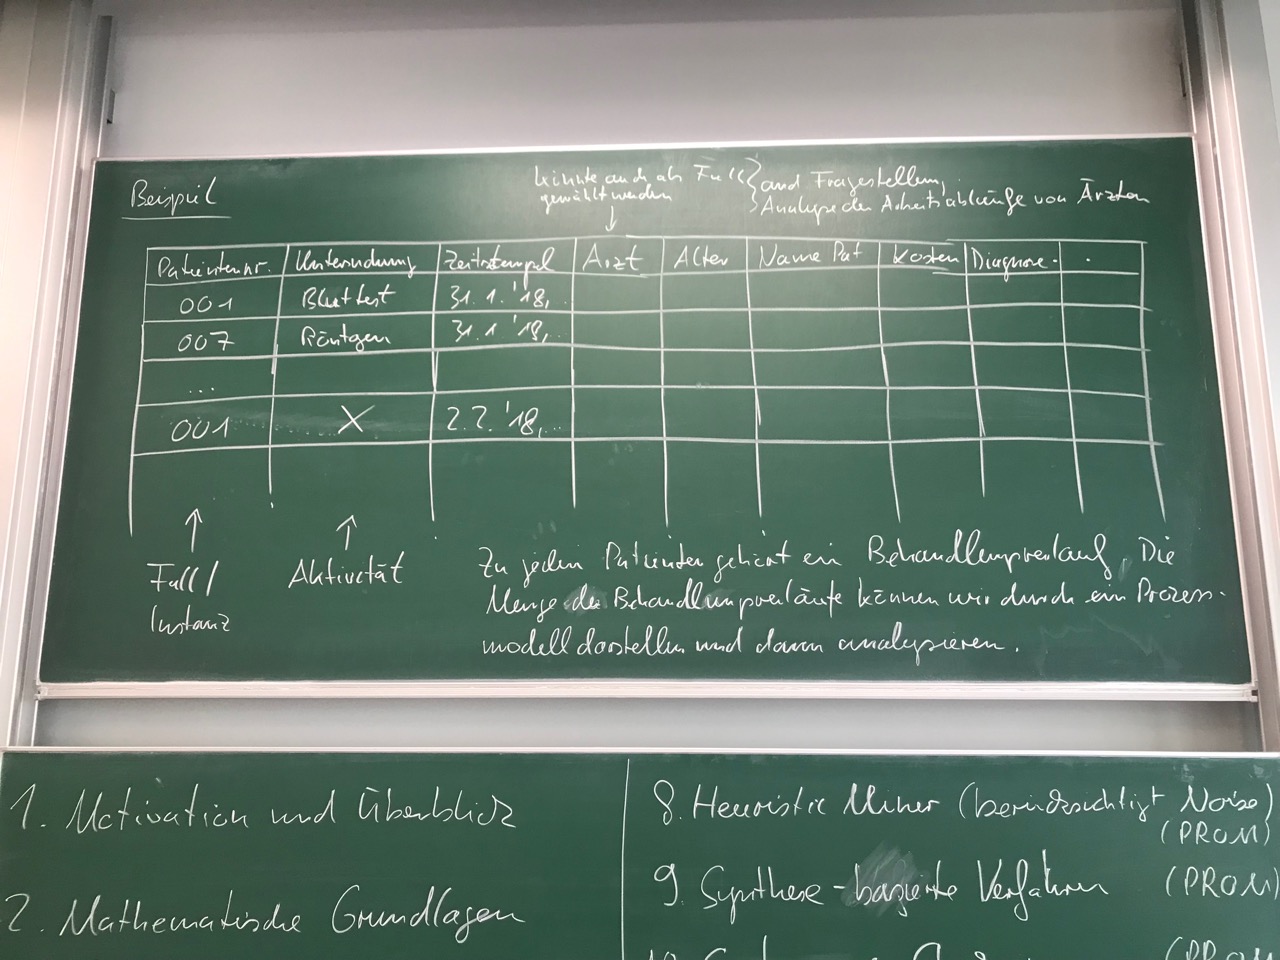 Beispiel
könnte auch als Fall } and Fragestellung,
gewählt werden } Analyse der Arbeitsabläufe von Ärzten
↓
Patientennr. Untersuchung Zeitstempel Arzt Alter Name Pat Kosten Diagnose .
001 Bluttest 31.1.'18,..
007 Röntgen 31.1'18,..
...
001 X 2.2.'18,...
↑ ↑
Fall/ Aktivität
Instanz
Zu jedem Patienten gehört ein Behandlungsverlauf. Die
Menge der Behandlungsverläufe können wir durch ein Prozess-
modell darstellen und davon analysieren.
1. Motivation und Überblick
2. Mathematische Grundlagen
8. Heuristic Miner (berücksichtigt Noise)
(PROM)
9. Synthese-basierte Verfahren (PROM)
(PROM